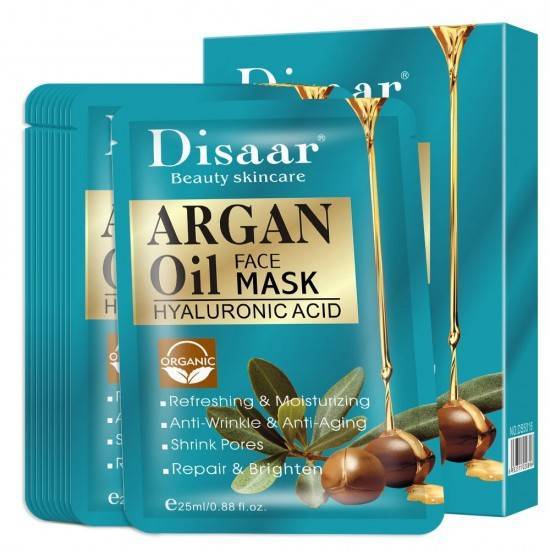 Disaar®
Beauty skincare
ARGAN
Oil FACE MASK
HYALURONIC ACID
ORGANIC
Refreshing & Moisturizing
Anti-Wrinkle & Anti-Aging
Shrink Pores
Repair & Brighten
℮25ml/0.88 fl.oz.
Disaar®